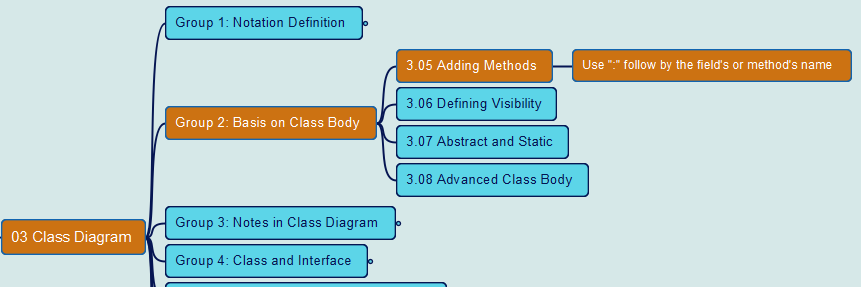 Group 1: Notation Definition
3.05 Adding Methods
Use ":" follow by the field's or method's name
3.06 Defining Visibility
Group 2: Basis on Class Body
3.07 Abstract and Static
3.08 Advanced Class Body
Group 3: Notes in Class Diagram
03 Class Diagram
Group 4: Class and Interface